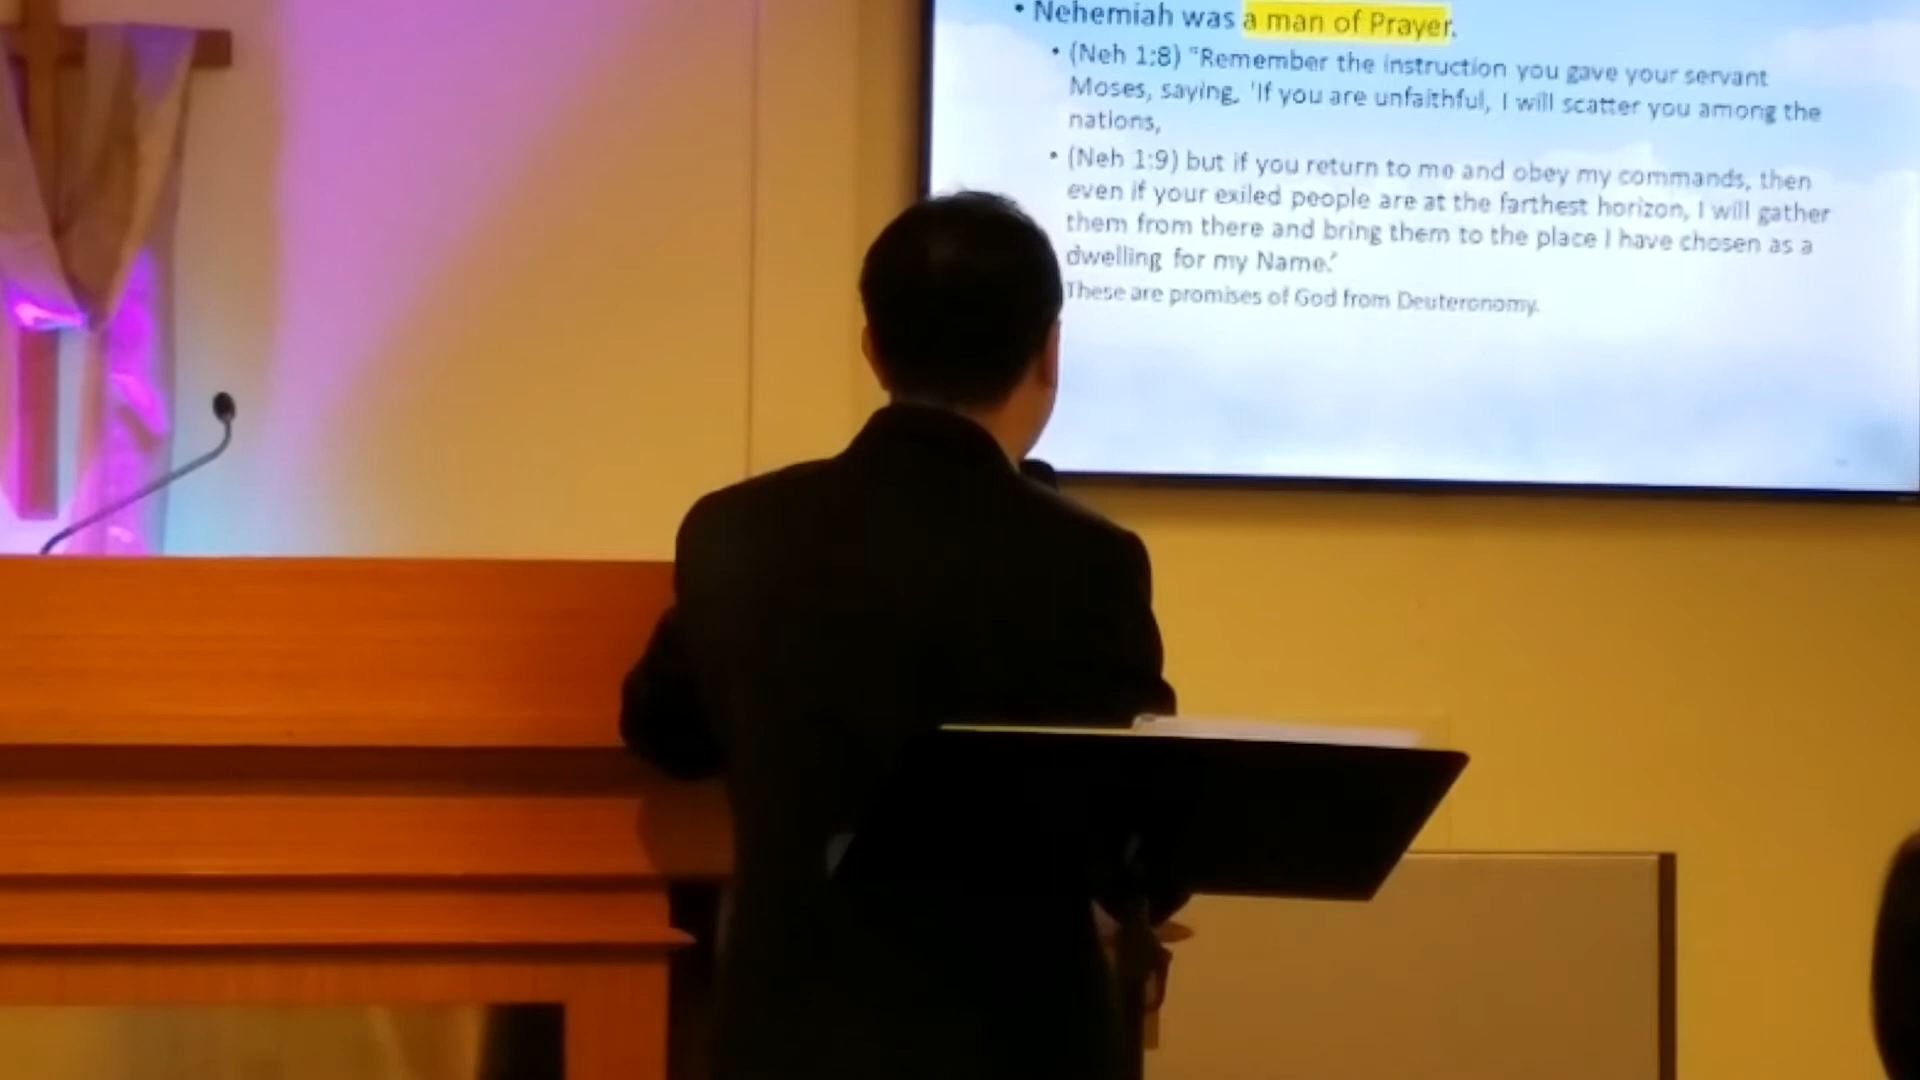 • Nehemiah was a man of Prayer.
• (Neh 1:8) "Remember the instruction you gave your servant
Moses, saying, 'If you are unfaithful, I will scatter you among the
nations,
• (Neh 1:9) but if you return to me and obey my commands, then
even if your exiled people are at the farthest horizon, I will gather
them from there and bring them to the place I have chosen as a
dwelling for my Name.'
These are promises of God from Deuteronomy.